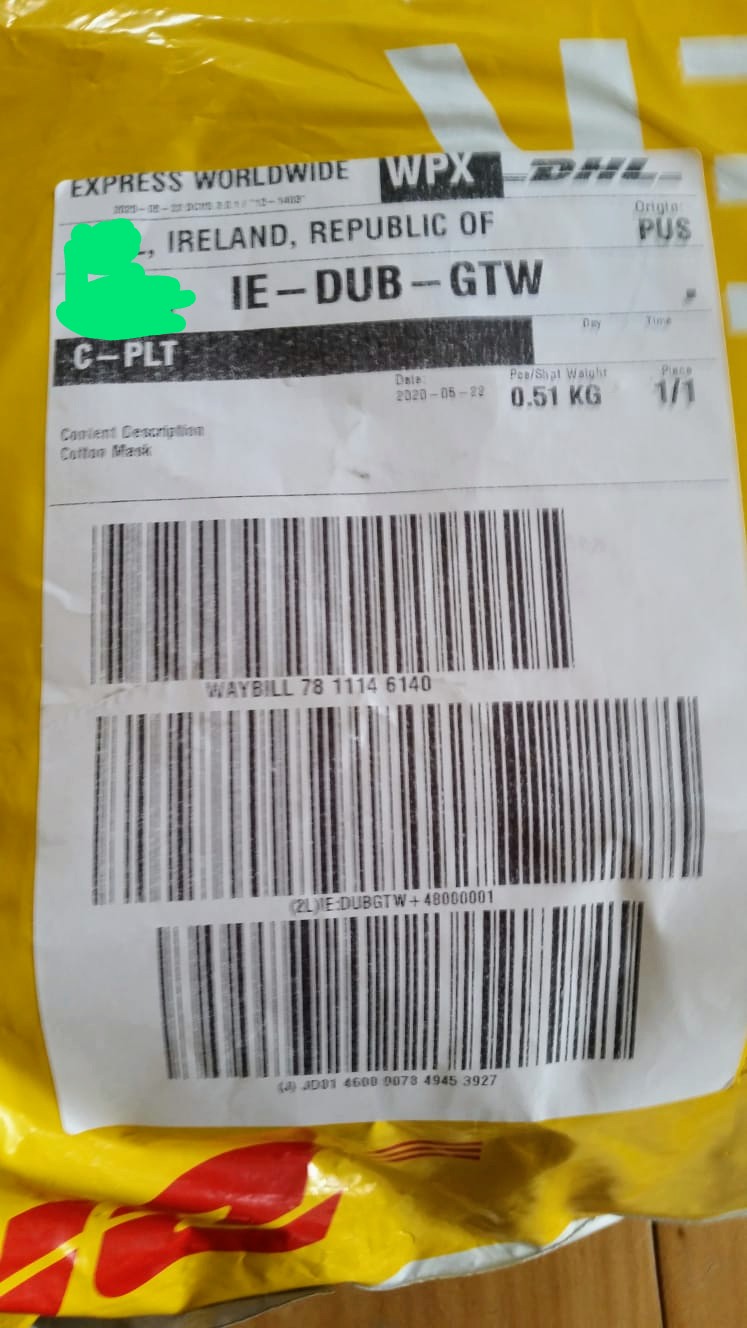 EXPRESS WORLDWIDE WPX DHL
Origin:
PUS
, IRELAND, REPUBLIC OF
IE-DUB-GTW
C-PLT
Day Time
Date:
2020-05-22
Pce/Shpt Weight
0.51 KG
Piece
1/1
Content Description
Cotton Mask
WAYBILL 78 1114 6140
(2L)IE:DUBGTW+48000001
(J) JD01 4600 0078 4945 3927